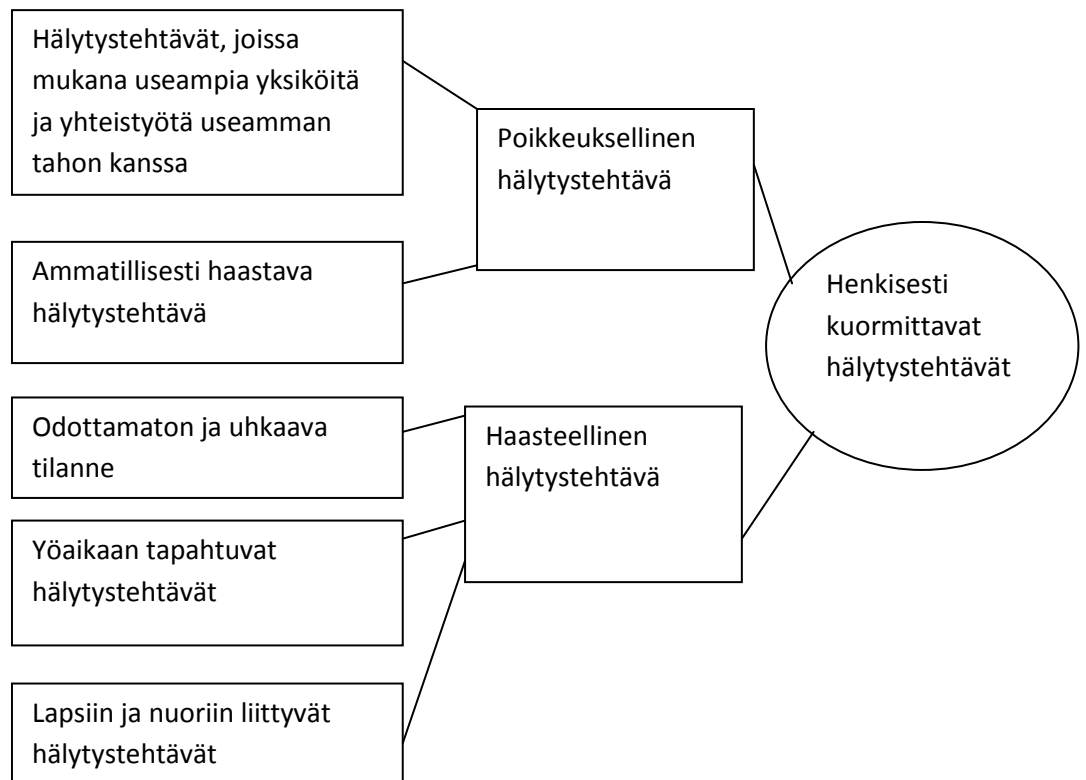 Hälytystehtävät, joissa
mukana useampia yksiköitä
ja yhteistyötä useamman
tahon kanssa
Ammatillisesti haastava
hälytystehtävä
Odottamaton ja uhkaava
tilanne
Yöaikaan tapahtuvat
hälytystehtävät
Lapsiin ja nuoriin liittyvät
hälytystehtävät
Poikkeuksellinen
hälytystehtävä
Haasteellinen
hälytystehtävä
Henkisesti
kuormittavat
hälytystehtävät